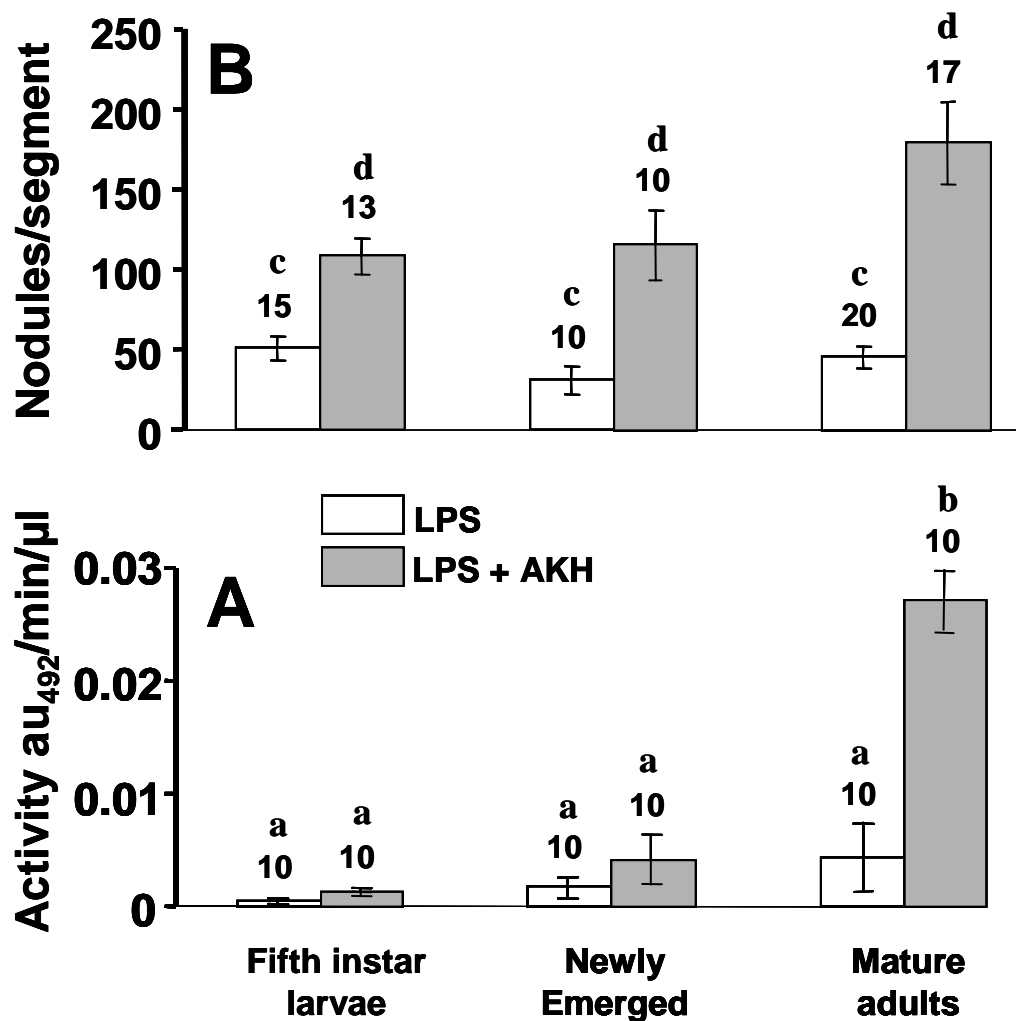 250
200
150
100
50
0
Nodules/segment
B
c
15
d
13
c
10
d
10
c
20
d
17
LPS
LPS + AKH
0.03
0.02
0.01
0
Activity au492/min/µl
A
a
10
a
10
a
10
a
10
a
10
b
10
Fifth instar
larvae
Newly
Emerged
Mature
adults